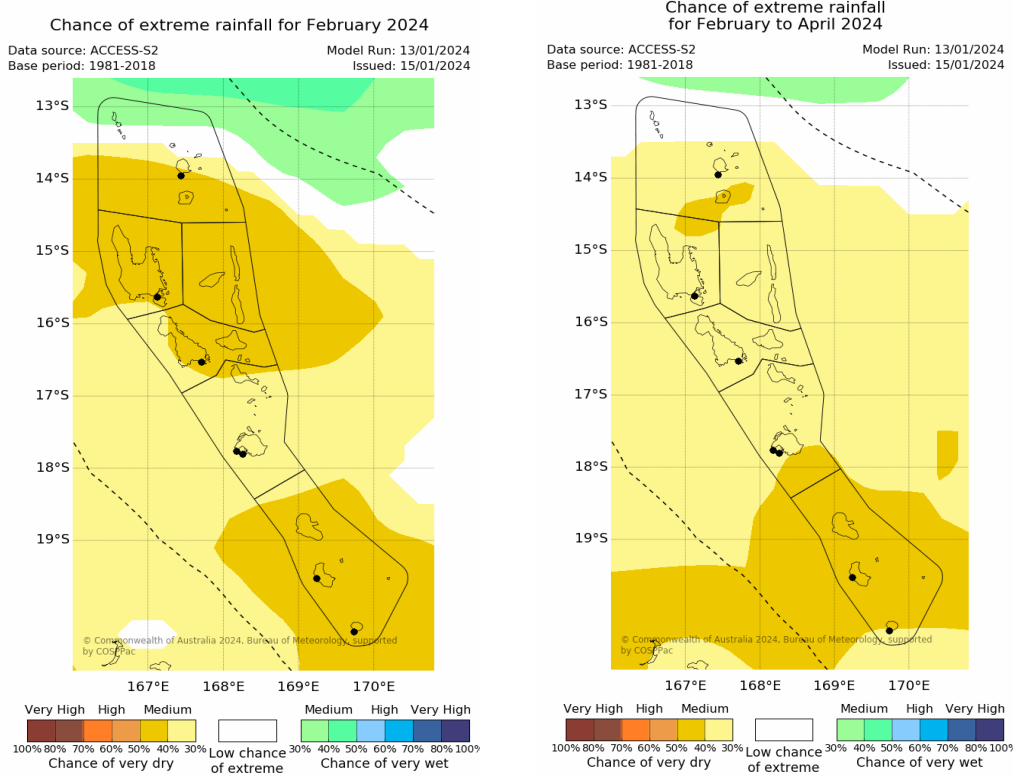 Chance of extreme rainfall for February 2024
Data source: ACCESS-S2 Model Run: 13/01/2024
Base period: 1981-2018 Issued: 15/01/2024
13°S
14°S
15°S
16°S
17°S
18°S
19°S
© Commonwealth of Australia 2024, Bureau of Meteorology, supported
by COSPPac
167°E 168°E 169°E 170°E
Very High High Medium Medium High Very High
100% 80% 70% 60% 50% 40% 30% 30% 40% 50% 60% 70% 80% 100%
Low chance
of extreme
Chance of very dry Chance of very wet
Chance of extreme rainfall
for February to April 2024
Data source: ACCESS-S2 Model Run: 13/01/2024
Base period: 1981-2018 Issued: 15/01/2024
13°S
14°S
15°S
16°S
17°S
18°S
19°S
© Commonwealth of Australia 2024, Bureau of Meteorology, supported
by COSPPac
167°E 168°E 169°E 170°E
Very High High Medium Medium High Very High
100% 80% 70% 60% 50% 40% 30% 30% 40% 50% 60% 70% 80% 100%
Low chance
of extreme
Chance of very dry Chance of very wet